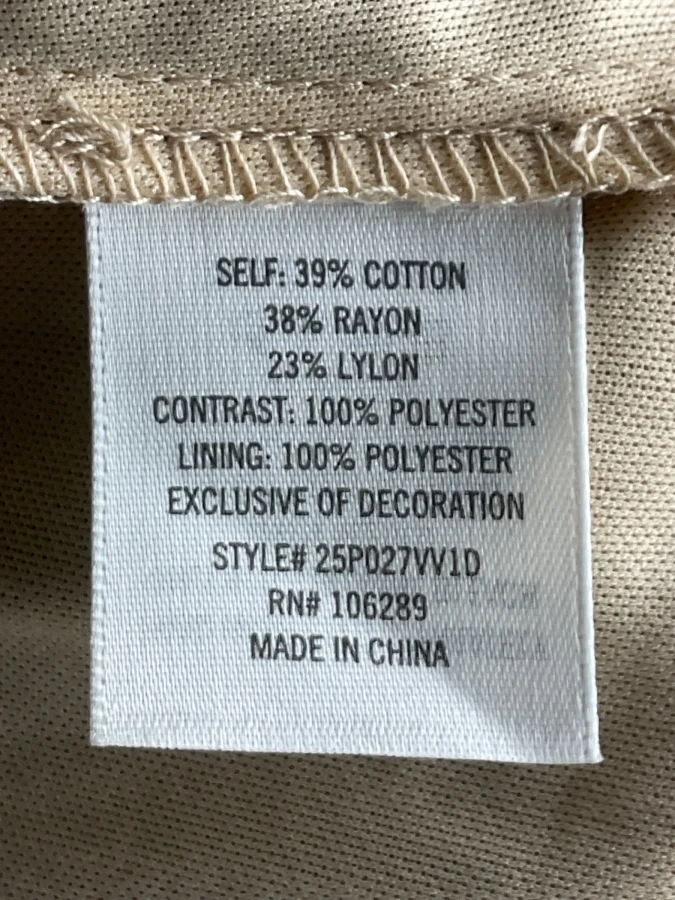 SELF: 39% COTTON
38% RAYON
23% LYLON
CONTRAST: 100% POLYESTER
LINING: 100% POLYESTER
EXCLUSIVE OF DECORATION
STYLE# 25P027VV1D
RN# 106289
MADE IN CHINA